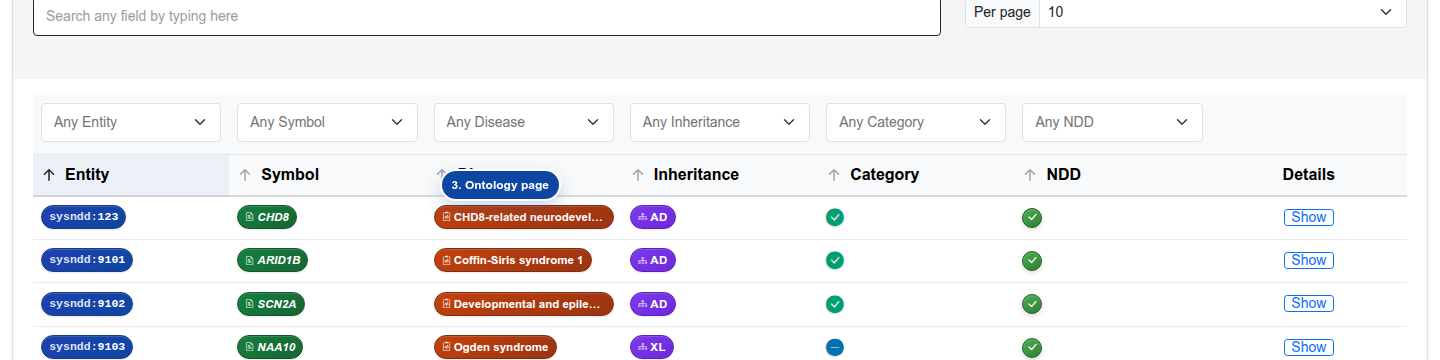 Search any field by typing here
Per page 10
Any Entity Any Symbol Any Disease Any Inheritance Any Category Any NDD
Entity Symbol Inheritance Category NDD Details
3. Ontology page
sysndd:123 CHD8 CHD8-related neurodevel... AD Show
sysndd:9101 ARID1B Coffin-Siris syndrome 1 AD Show
sysndd:9102 SCN2A Developmental and epile... AD Show
sysndd:9103 NAA10 Ogden syndrome XL Show